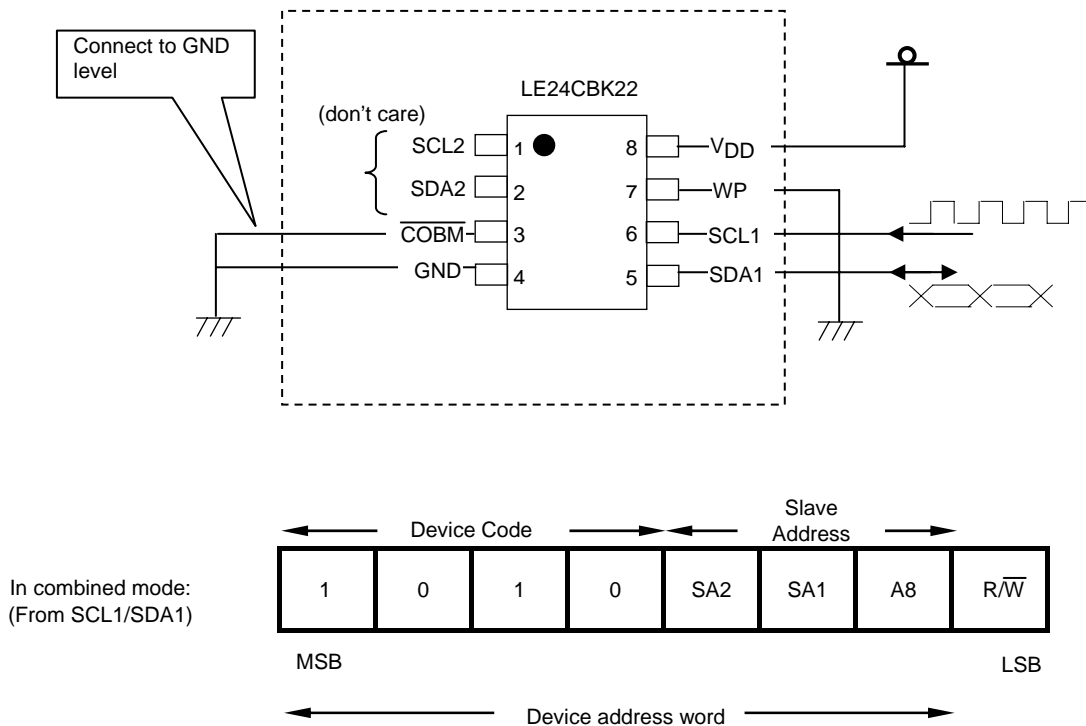 Connect to GND
level
LE24CBK22
(don't care)
SCL2 1 8 VDD
SDA2 2 7 WP
COBM 3 6 SCL1
GND 4 5 SDA1
Device Code
Slave
Address
In combined mode:
(From SCL1/SDA1)
1 0 1 0 SA2 SA1 A8 R/W̅
MSB LSB
Device address word